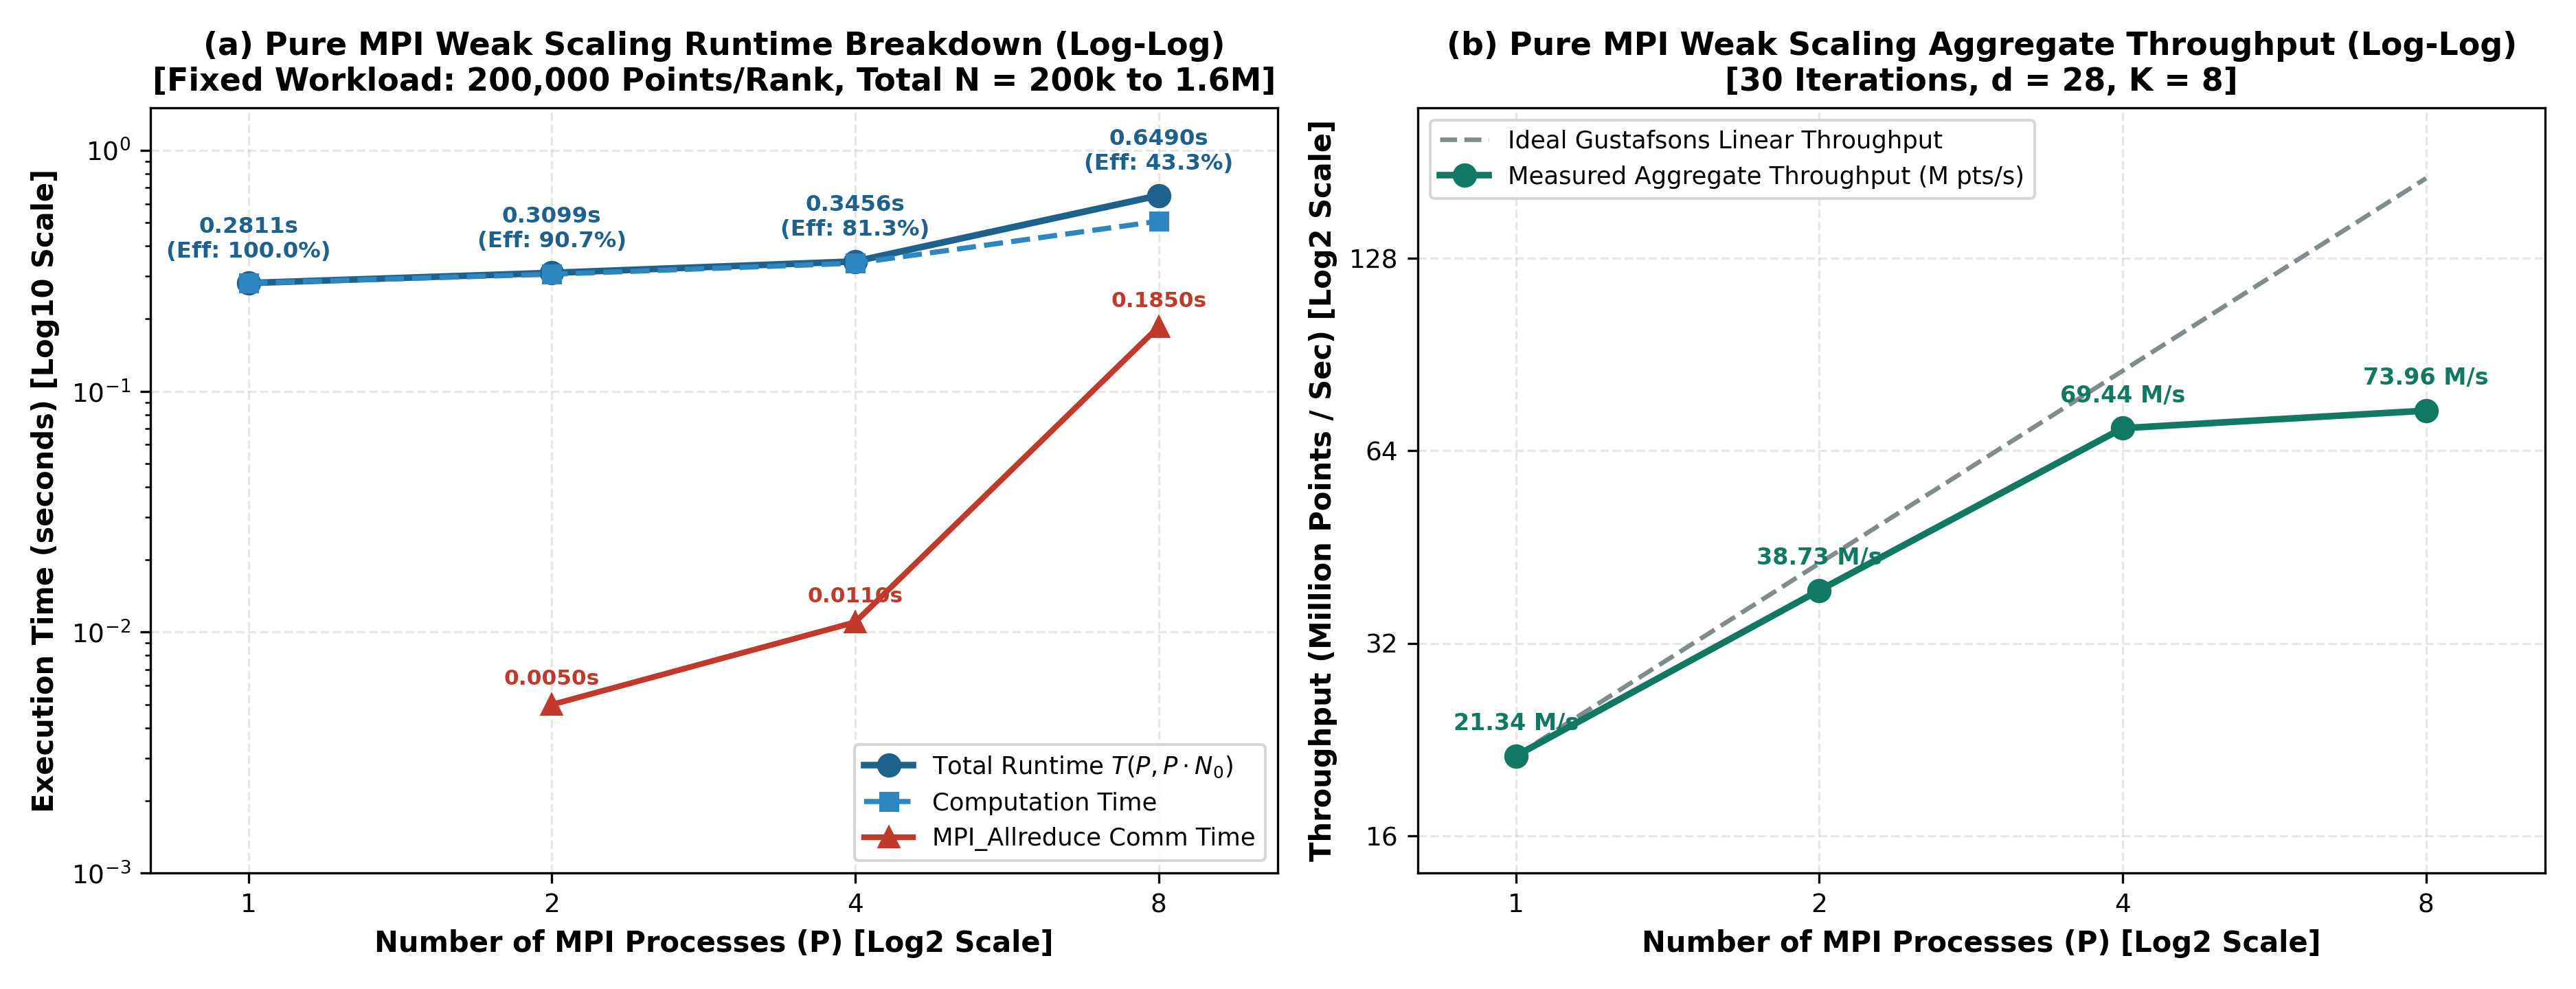 (a) Pure MPI Weak Scaling Runtime Breakdown (Log-Log)
[Fixed Workload: 200,000 Points/Rank, Total N = 200k to 1.6M]
Execution Time (seconds) [Log10 Scale]
10⁰
10⁻¹
10⁻²
10⁻³
0.2811s
(Eff: 100.0%)
0.3099s
(Eff: 90.7%)
0.3456s
(Eff: 81.3%)
0.6490s
(Eff: 43.3%)
0.1850s
0.0110s
0.0050s
Total Runtime T(P, P · N₀)
Computation Time
MPI_Allreduce Comm Time
1
2
4
8
Number of MPI Processes (P) [Log2 Scale]
(b) Pure MPI Weak Scaling Aggregate Throughput (Log-Log)
[30 Iterations, d = 28, K = 8]
Throughput (Million Points / Sec) [Log2 Scale]
Ideal Gustafsons Linear Throughput
Measured Aggregate Throughput (M pts/s)
128
64
32
16
21.34 M/s
38.73 M/s
69.44 M/s
73.96 M/s
1
2
4
8
Number of MPI Processes (P) [Log2 Scale]